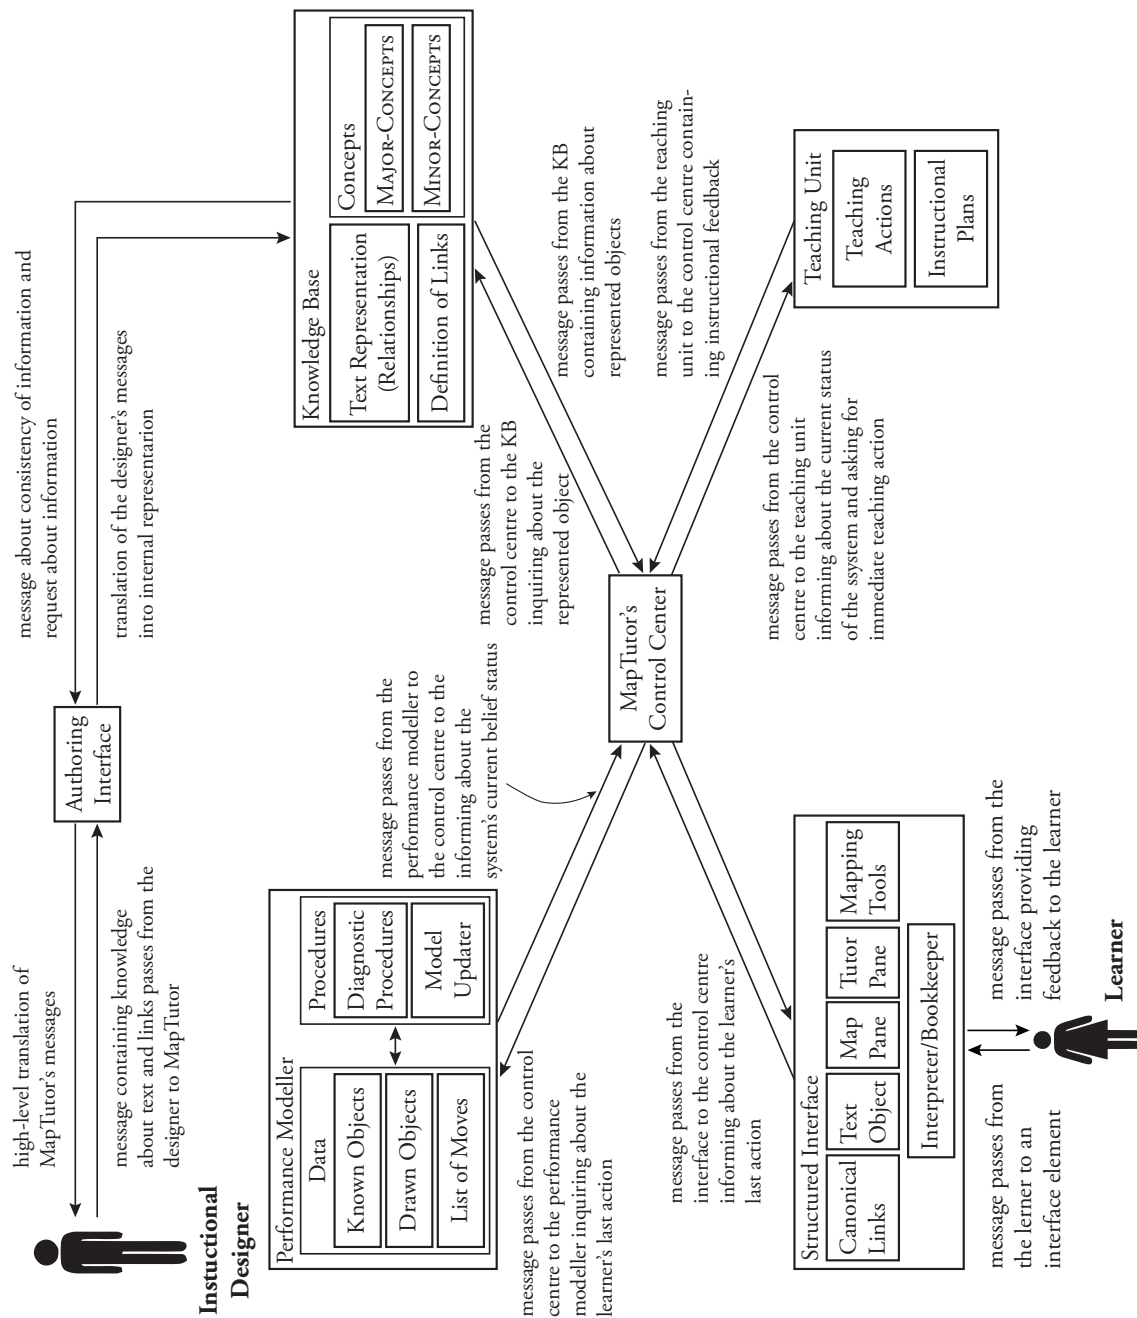 high-level translation of
MapTutor's messages
message containing knowledge
about text and links passes from the
designer to MapTutor
Instuctional
Designer
Authoring
Interface
message about consistency of information and
request about information
translation of the designer's messages
into internal representation
Performance Modeller
Data
Known Objects
Drawn Objects
List of Moves
Procedures
Diagnostic
Procedures
Model
Updater
Knowledge Base
Text Representation
(Relationships)
Definition of Links
Concepts
MAJOR-CONCEPTS
MINOR-CONCEPTS
message passes from the
performance modeller to
the control centre to the
informing about the
system's current belief status
message passes from the
control centre to the KB
inquiring about the
represented object
message passes from the KB
containing information about
represented objects
message passes from the control
centre to the performance
modeller inquiring about the
learner's last action
MapTutor's
Control Center
message passes from the teaching
unit to the control centre contain-
ing instructional feedback
message passes from the
interface to the control centre
informing about the learner's
last action
message passes from the control
centre to the teaching unit
informing about the current status
of the ssystem and asking for
immediate teaching action
Structured Interface
Canonical
Links
Text
Object
Map
Pane
Tutor
Pane
Mapping
Tools
Interpreter/Bookkeeper
Teaching Unit
Teaching
Actions
Instructional
Plans
message passes from
the lerner to an
interface element
message passes from the
interface providing
feedback to the learner
Learner